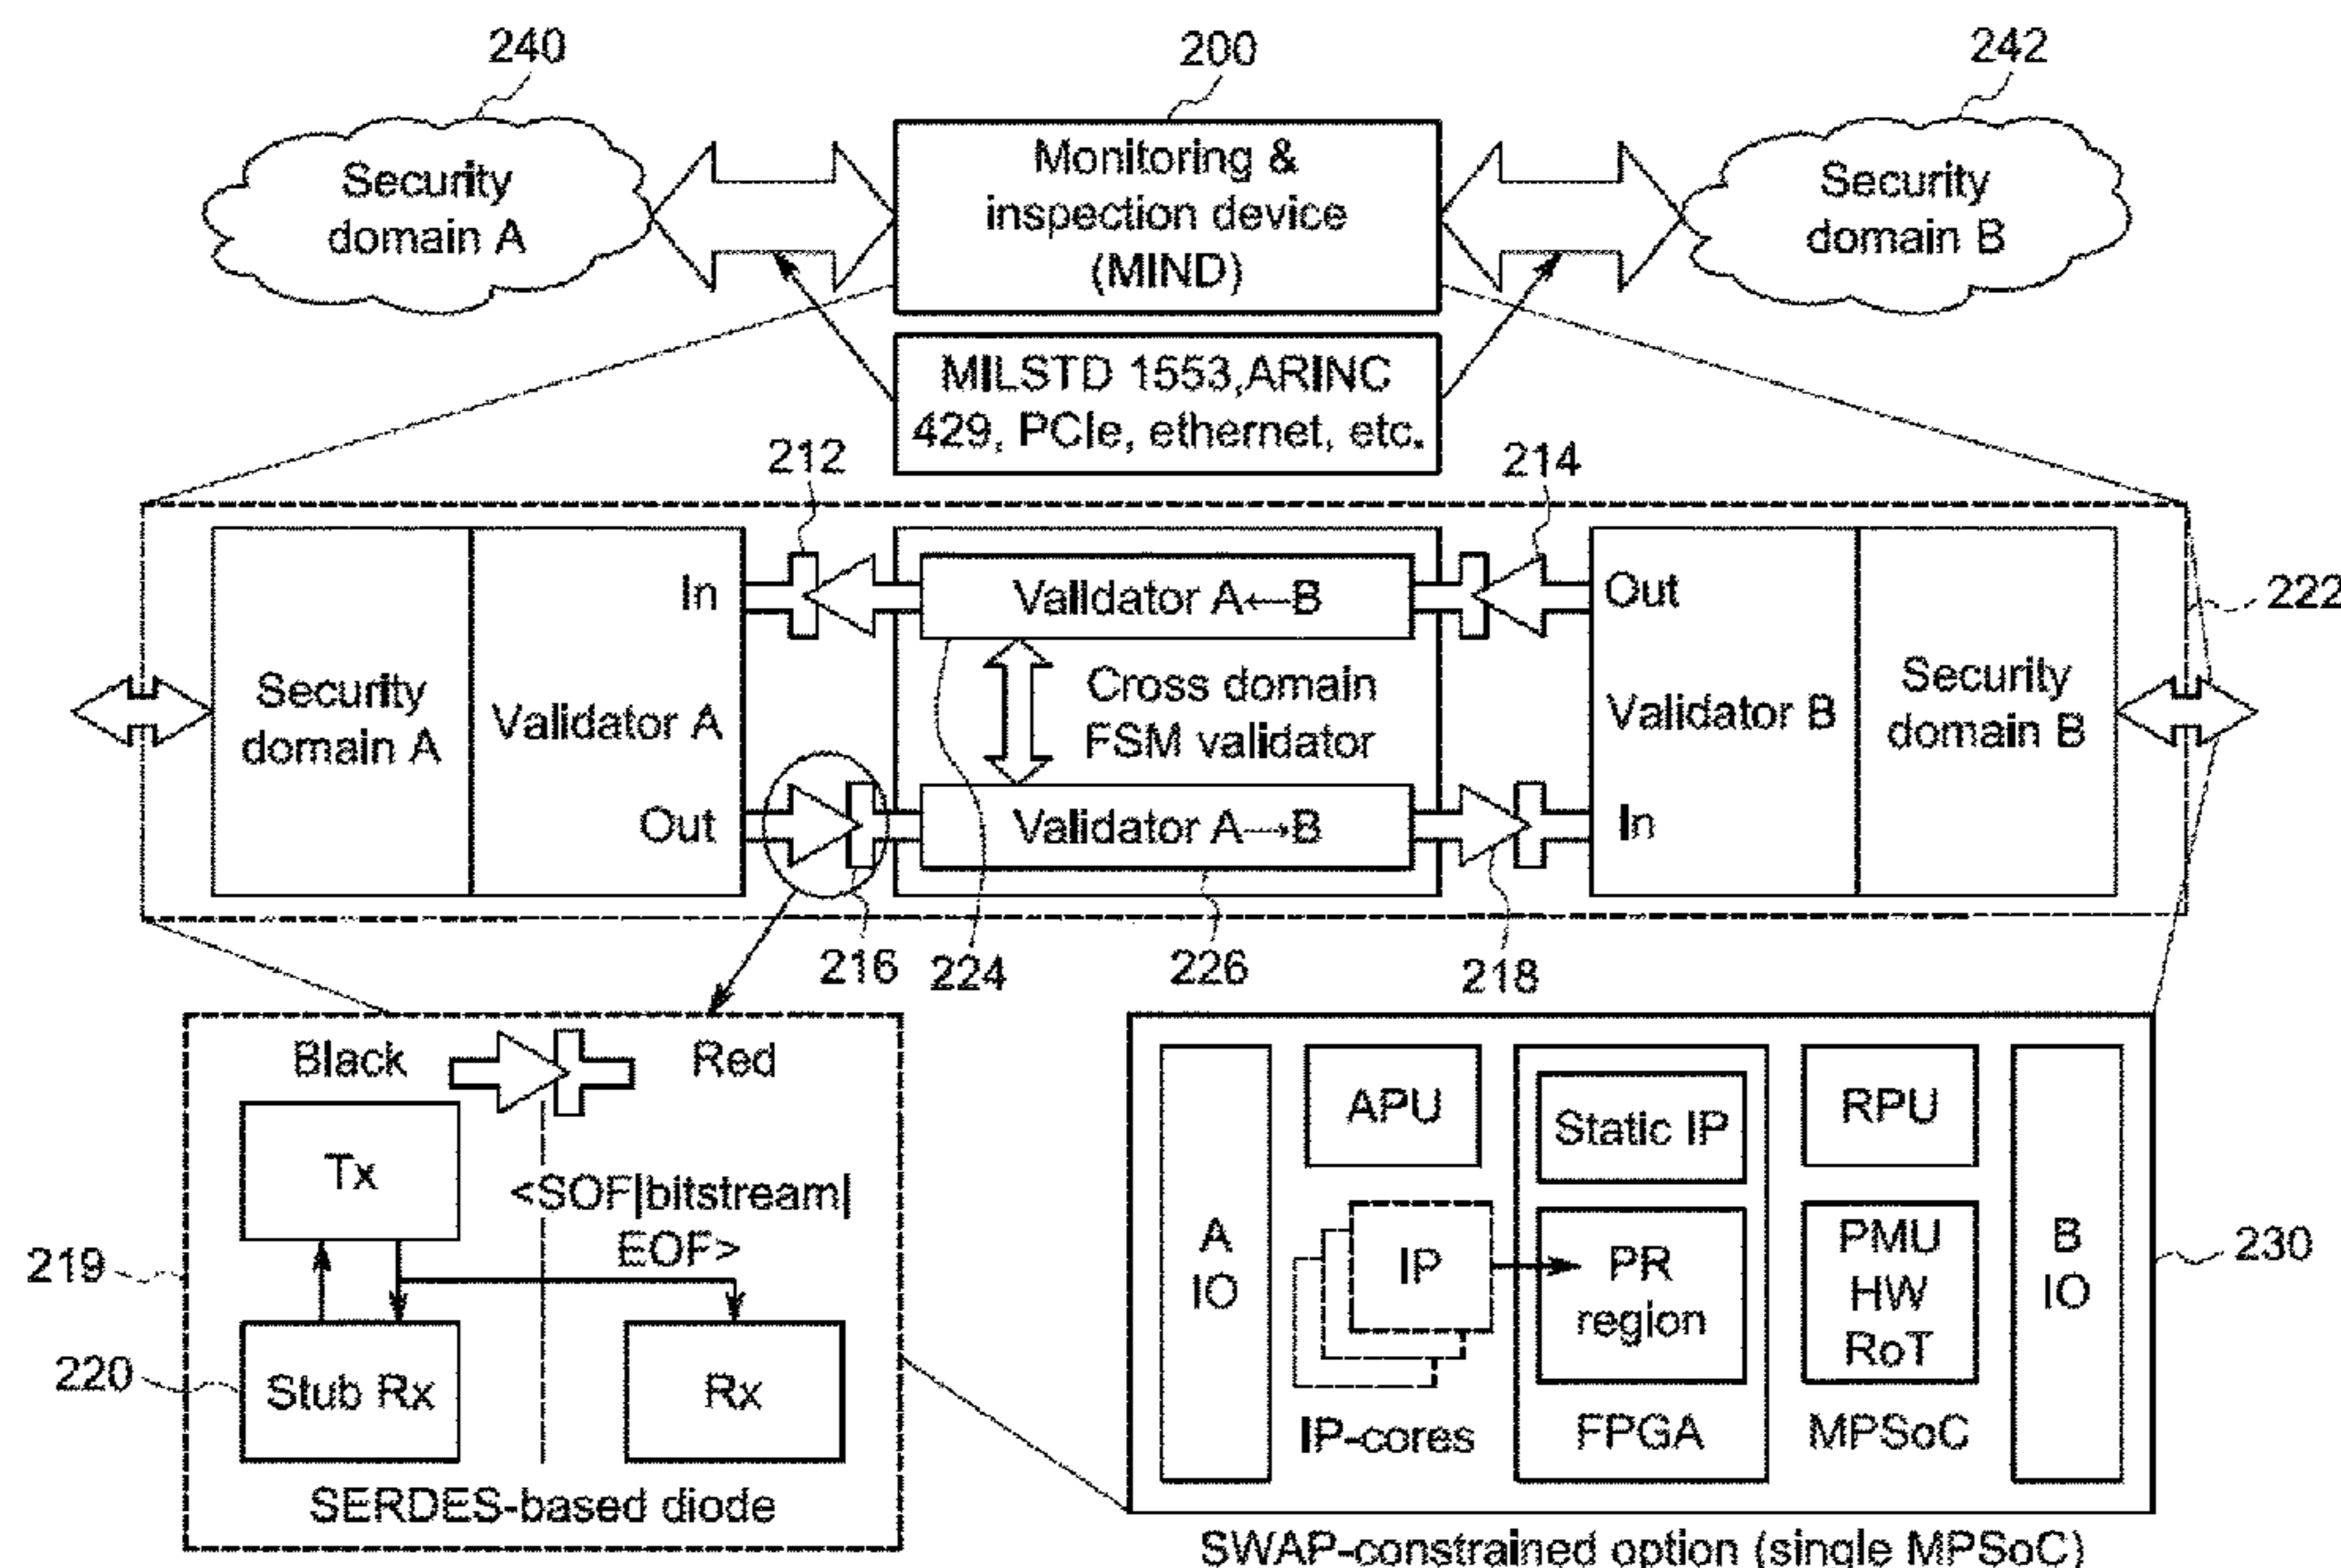 240
200
242
Security
domain A
Monitoring &
inspection device
(MIND)
Security
domain B
MILSTD 1553,ARINC
429, PCIe, ethernet, etc.
212
214
In
Validator A←B
Out
222
Security
domain A
Validator A
Cross domain
FSM validator
Validator B
Security
domain B
Out
Validator A→B
In
216
224
226
218
Black
Red
Tx
<SOF|bitstream|
EOF>
219
220
Stub Rx
Rx
SERDES-based diode
A
IO
APU
Static IP
RPU
B
IO
IP
PR
region
PMU
HW
RoT
230
IP-cores
FPGA
MPSoC
SWAP-constrained option (single MPSoC)